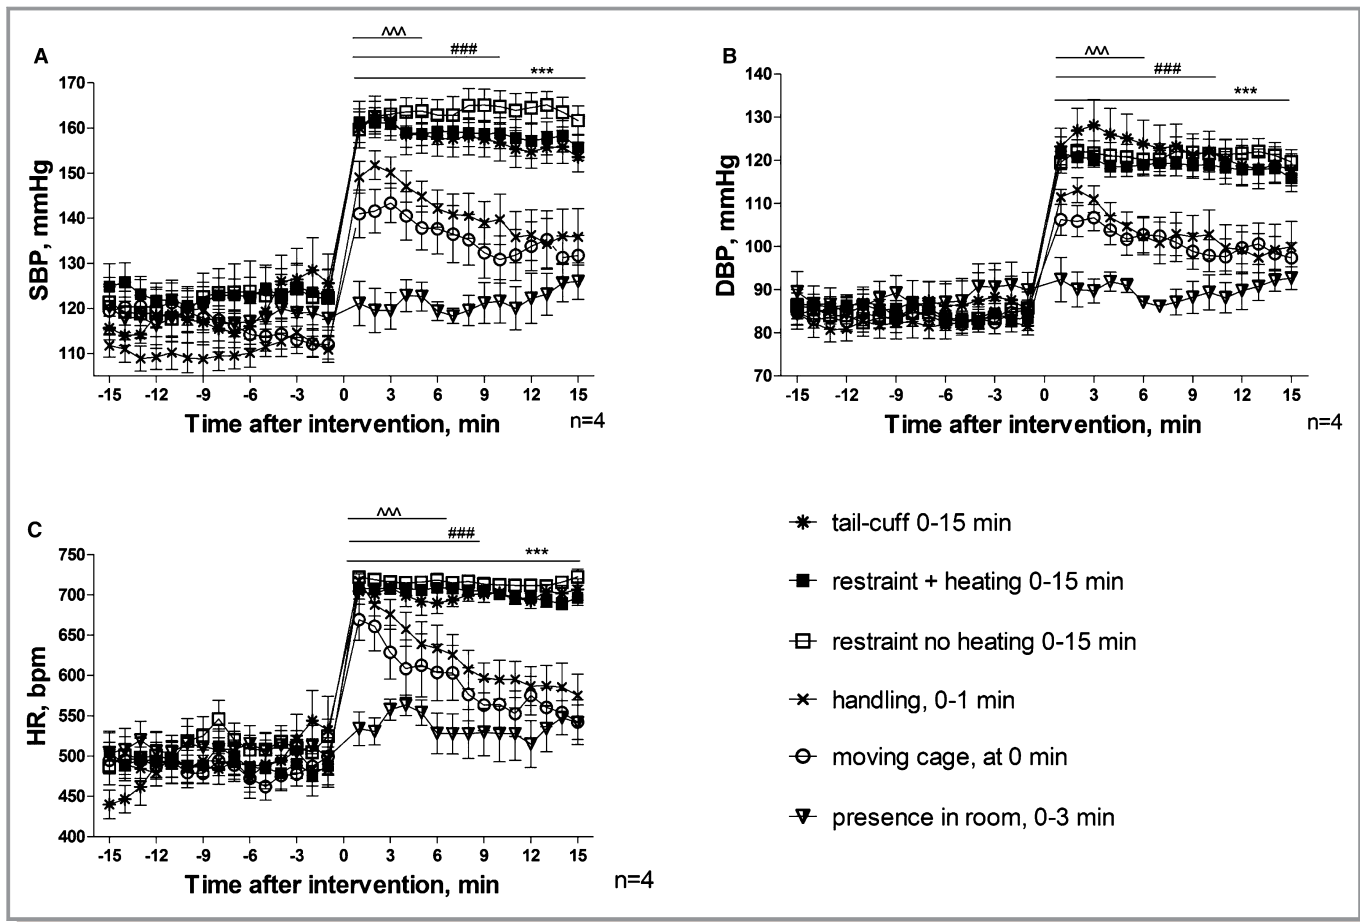 A
^^^
###
***
SBP, mmHg
170
160
150
140
130
120
110
-15 -12 -9 -6 -3 0 3 6 9 12 15
Time after intervention, min
n=4
B
^^^
###
***
DBP, mmHg
140
130
120
110
100
90
80
70
-15 -12 -9 -6 -3 0 3 6 9 12 15
Time after intervention, min
n=4
C
^^^
###
***
HR, bpm
750
700
650
600
550
500
450
400
-15 -12 -9 -6 -3 0 3 6 9 12 15
Time after intervention, min
n=4
tail-cuff 0-15 min
restraint + heating 0-15 min
restraint no heating 0-15 min
handling, 0-1 min
moving cage, at 0 min
presence in room, 0-3 min